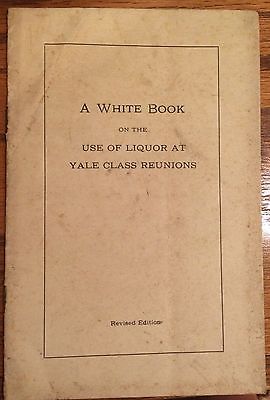 A WHITE BOOK
ON THE
USE OF LIQUOR AT
YALE CLASS REUNIONS
Revised Edition